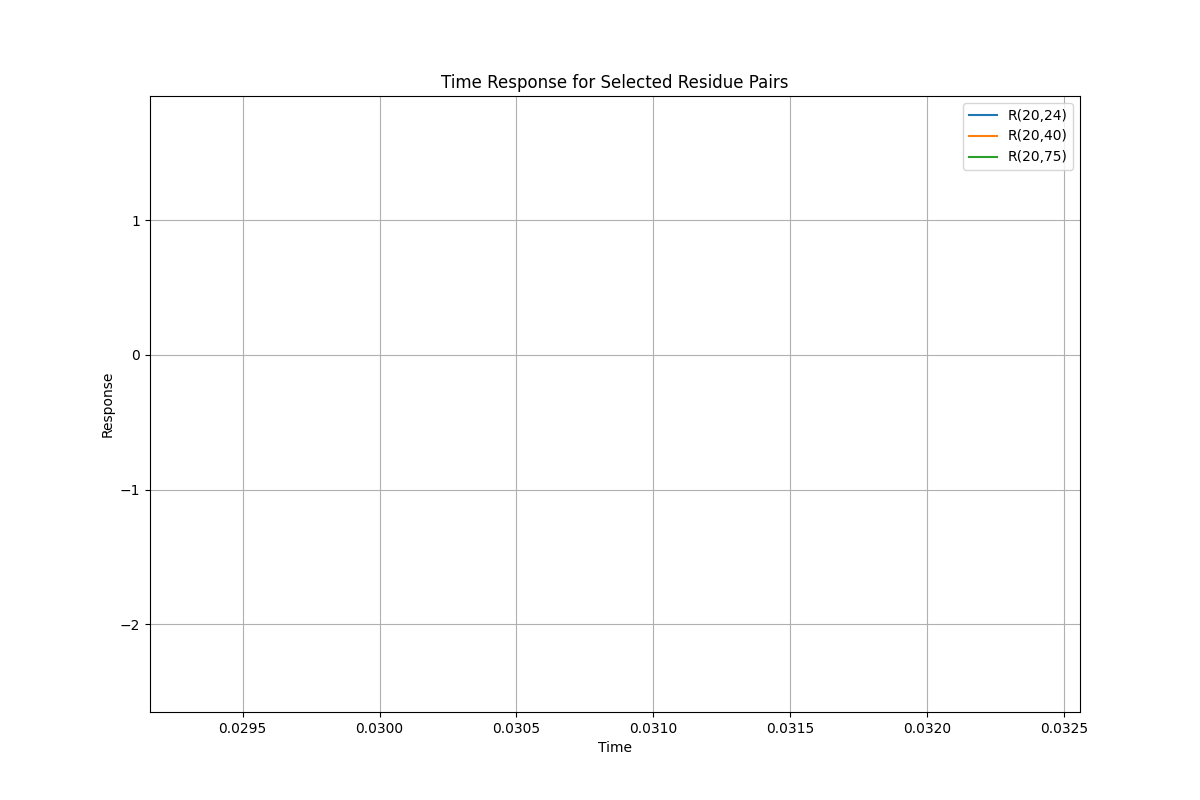 Time Response for Selected Residue Pairs
R(20,24)
R(20,40)
R(20,75)
1
0
−1
−2
Response
0.0295 0.0300 0.0305 0.0310 0.0315 0.0320 0.0325
Time